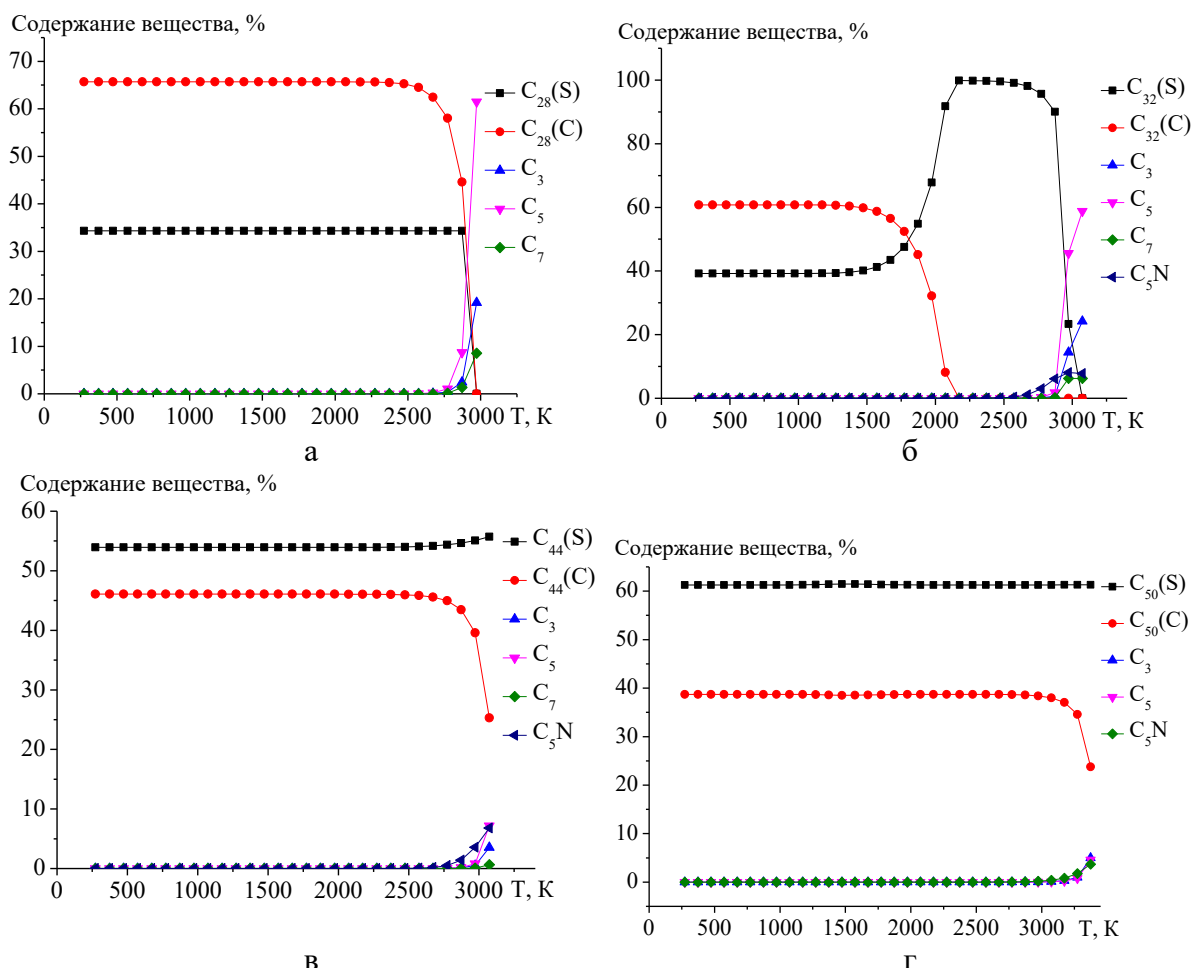 Содержание вещества, %
70
60
50
40
30
20
10
0
0 500 1000 1500 2000 2500 3000 Т, К
C₂₈(S)
C₂₈(C)
C₃
C₅
C₇
а
Содержание вещества, %
100
80
60
40
20
0
0 500 1000 1500 2000 2500 3000 Т, К
C₃₂(S)
C₃₂(C)
C₃
C₅
C₇
C₅N
б
Содержание вещества, %
60
50
40
30
20
10
0
0 500 1000 1500 2000 2500 3000 Т, К
C₄₄(S)
C₄₄(C)
C₃
C₅
C₇
C₅N
в
Содержание вещества, %
60
50
40
30
20
10
0
0 500 1000 1500 2000 2500 3000 Т, К
C₅₀(S)
C₅₀(C)
C₃
C₅
C₅N
г